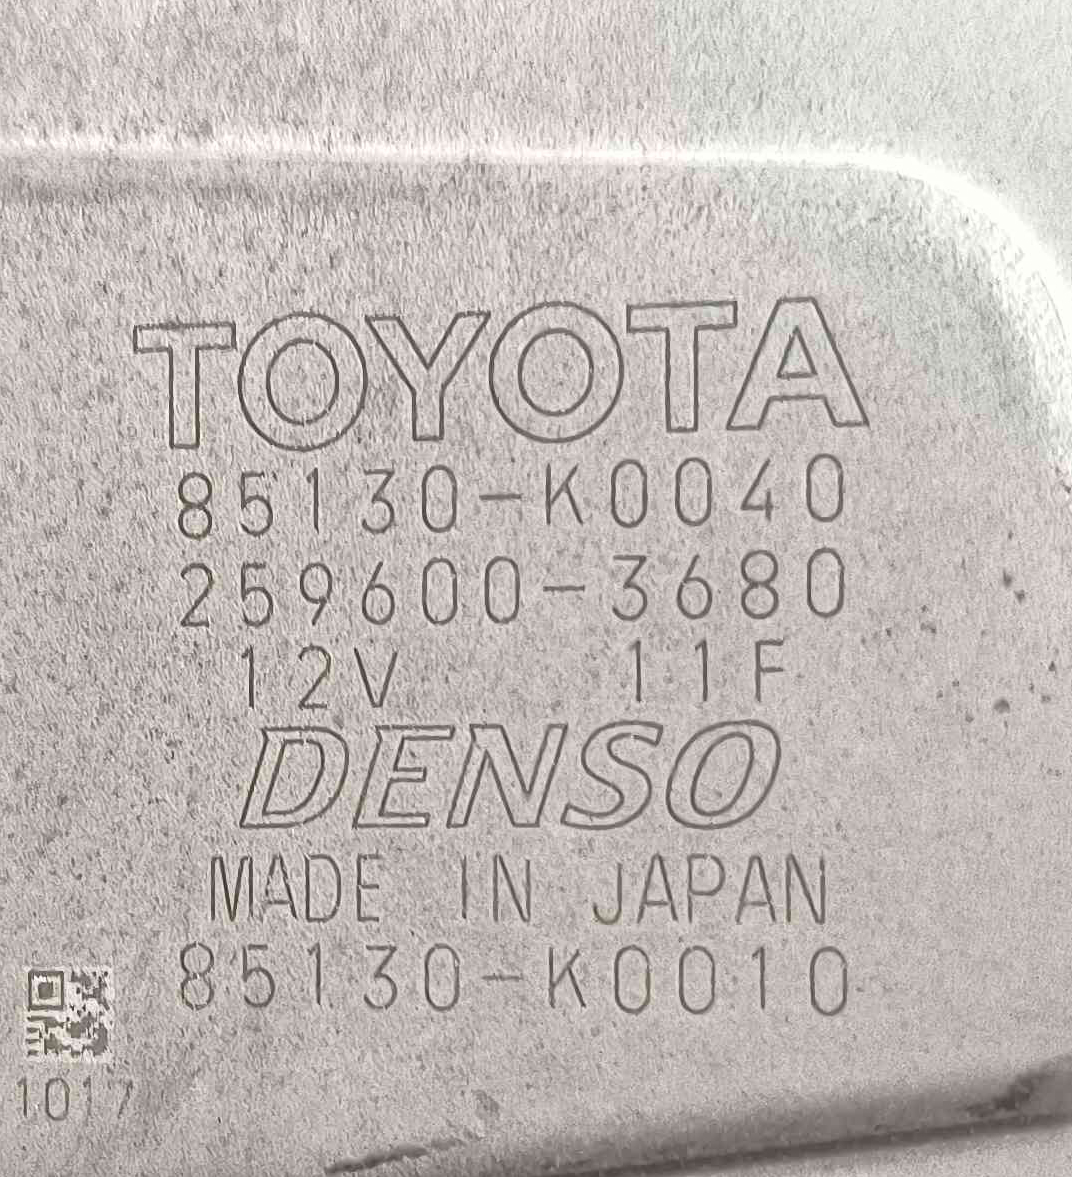 TOYOTA
85130-K0040
259600-3680
12V 11F
DENSO
MADE IN JAPAN
85130-K0010
1017